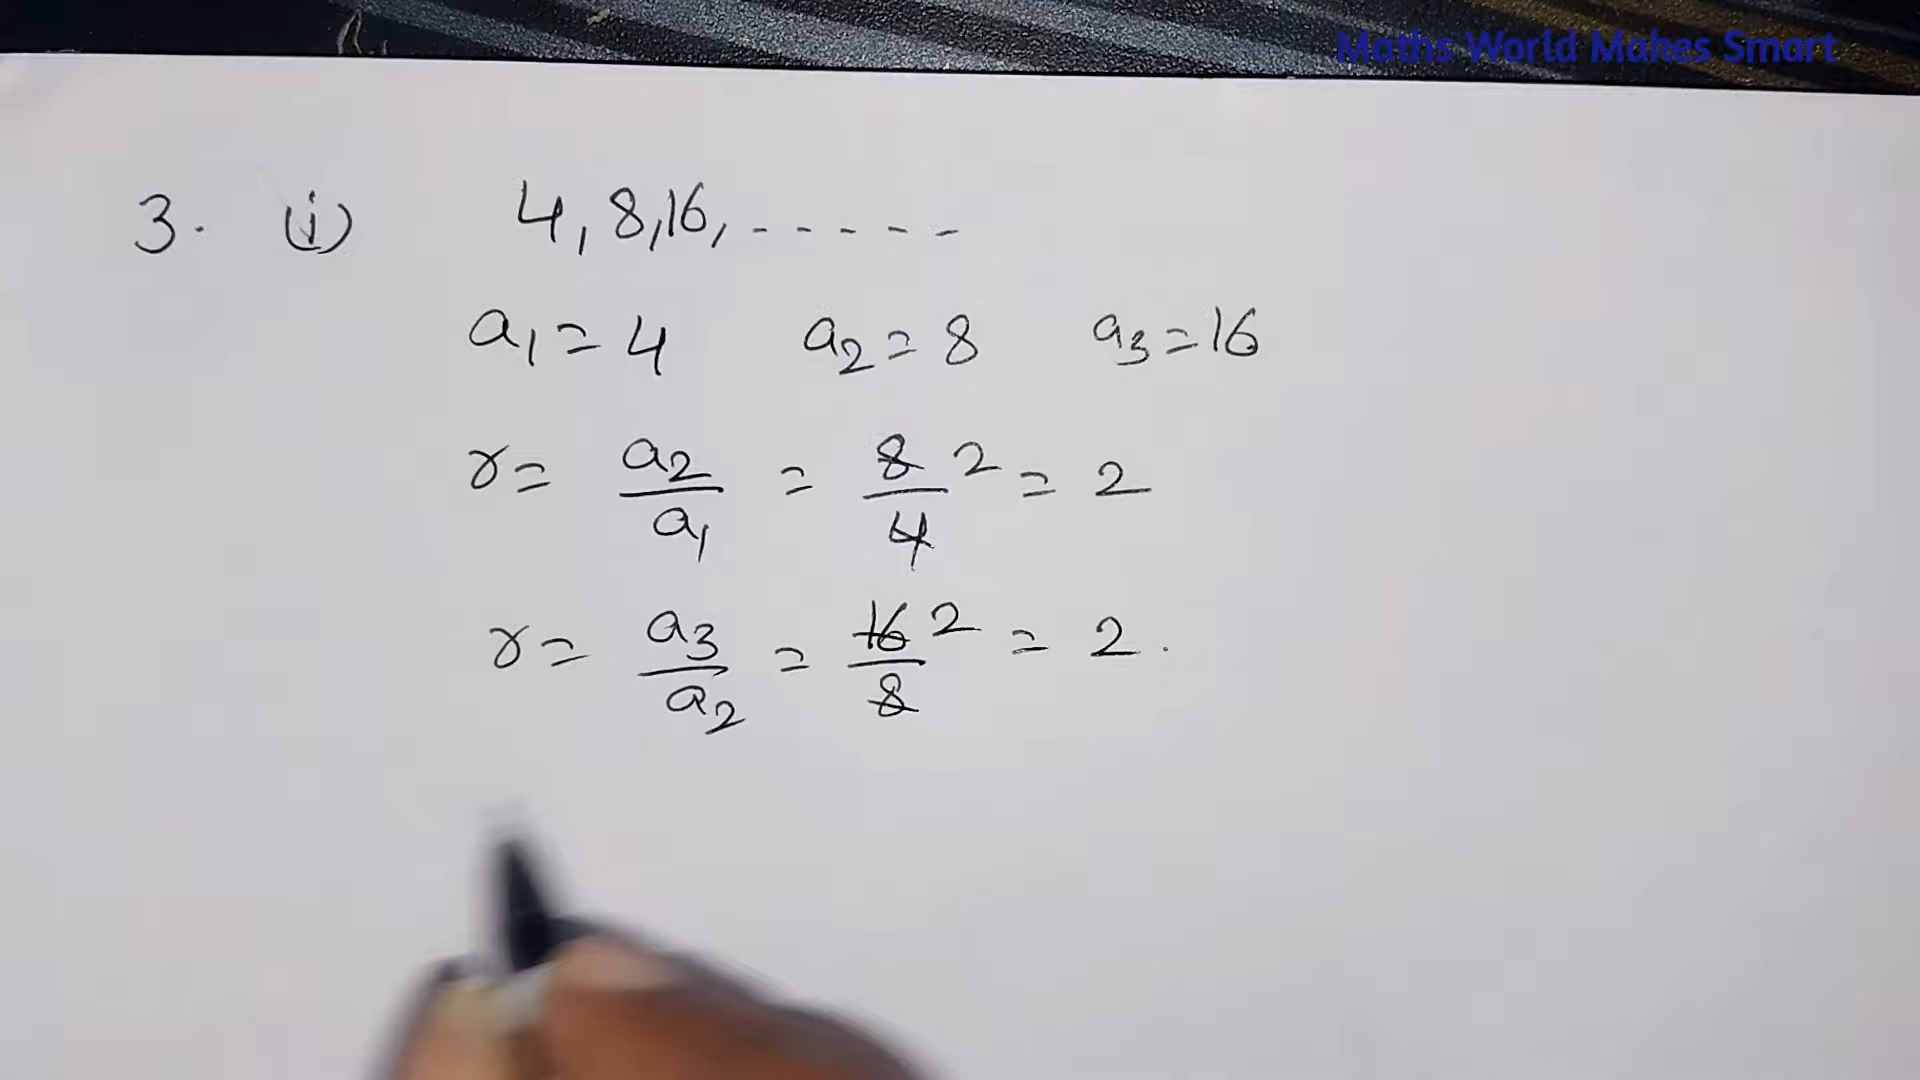 Maths World Makes Smart
3. (i) 4, 8, 16, - - - - -
a₁ = 4 a₂ = 8 a₃ = 16
r = a₂/a₁ = 8/4 2 = 2
r = a₃/a₂ = 16/8 2 = 2.